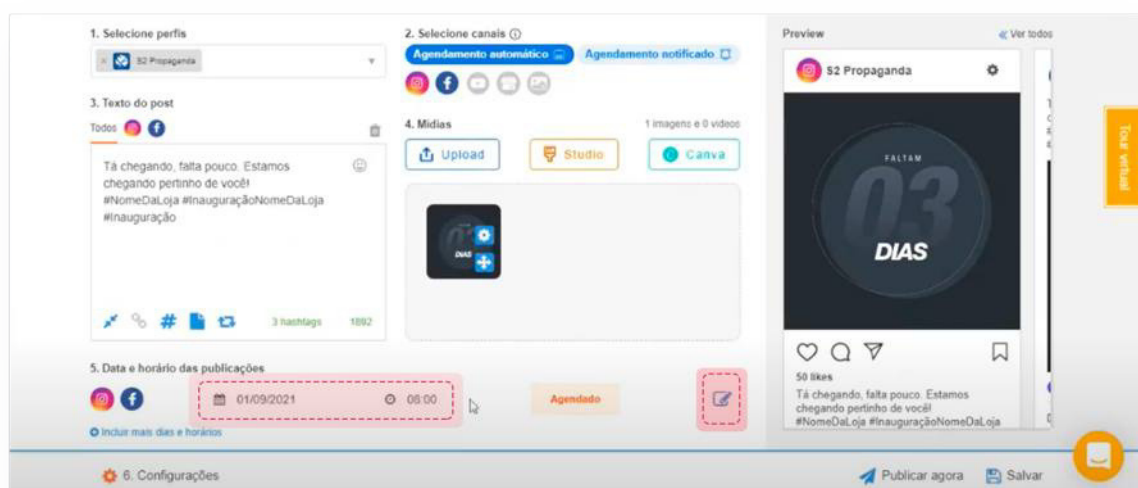 1. Selecione perfis
× S2 Propaganda
2. Selecione canais
Agendamento automático
Agendamento notificado
3. Texto do post
Todos
Tá chegando, falta pouco. Estamos
chegando pertinho de você!
#NomeDaLoja #InauguraçãoNomeDaLoja
#Inauguração
3 hashtags
1892
4. Mídias
1 imagens e 0 vídeos
Upload
Studio
Canva
03
DIAS
5. Data e horário das publicações
01/09/2021
08:00
Agendado
Incluir mais dias e horários
6. Configurações
Publicar agora
Salvar
Preview
Ver todos
S2 Propaganda
FALTAM
03
DIAS
50 likes
Tá chegando, falta pouco. Estamos
chegando pertinho de você!
#NomeDaLoja #InauguraçãoNomeDaLoja
Tour virtual